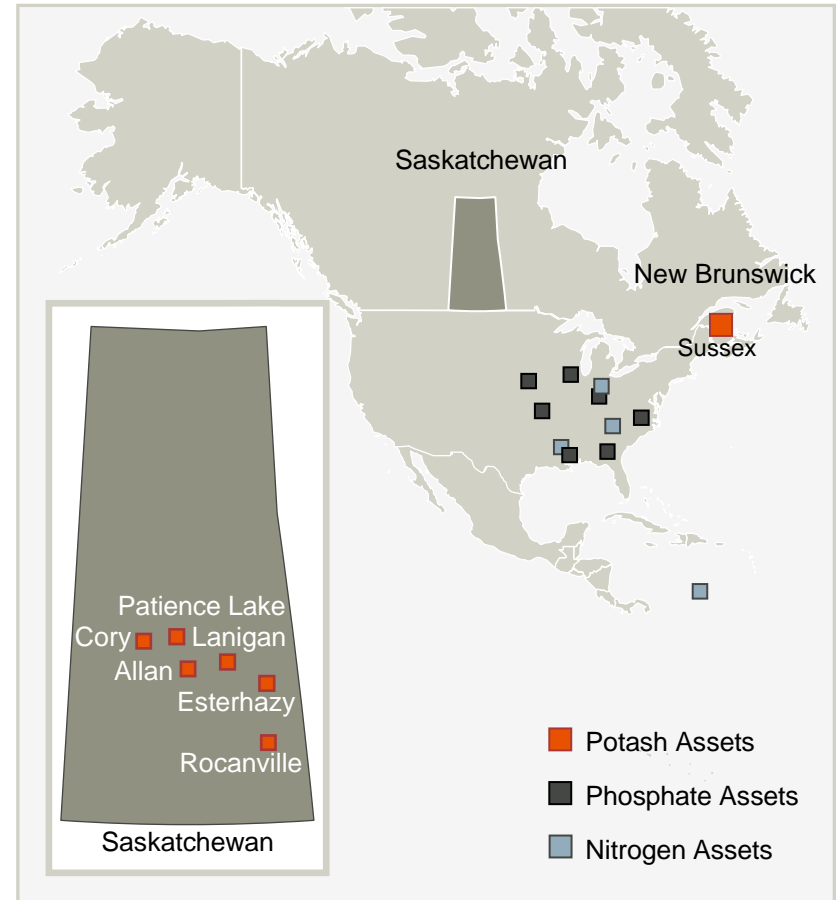 Saskatchewan
New Brunswick
Sussex
Patience Lake
Cory
Lanigan
Allan
Esterhazy
Rocanville
Saskatchewan
Potash Assets
Phosphate Assets
Nitrogen Assets